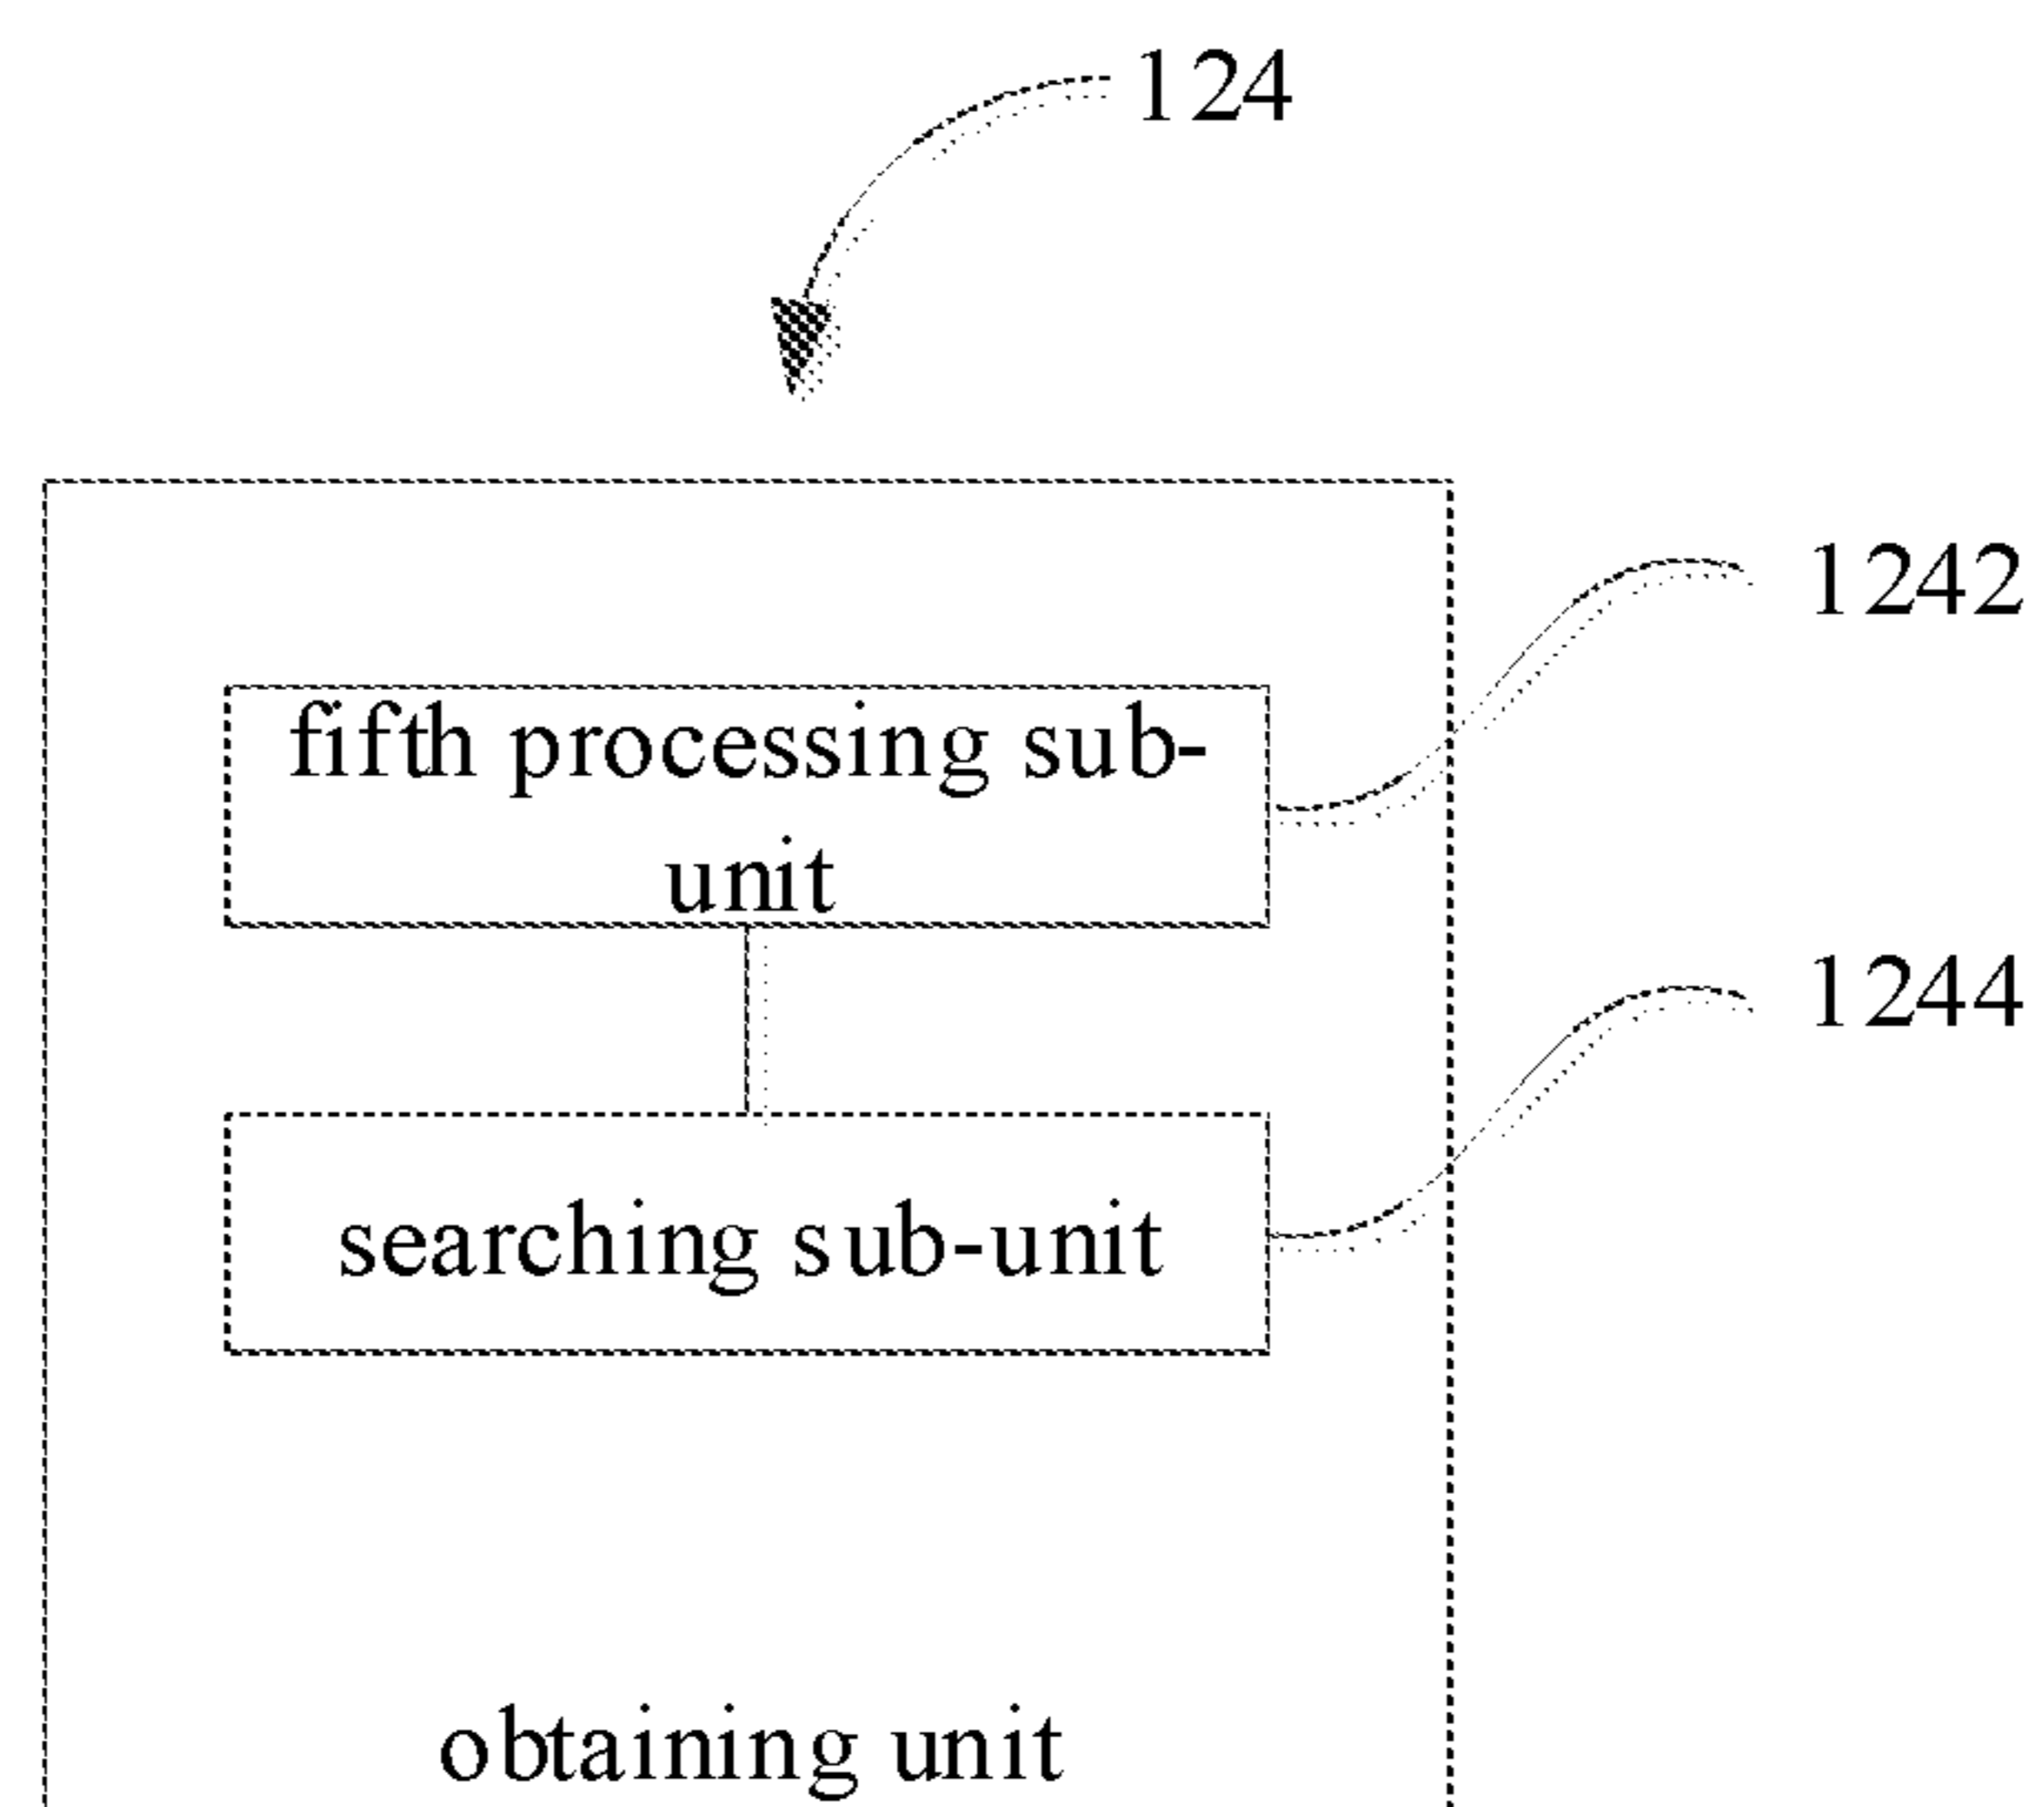 124
1242
fifth processing sub-
unit
1244
searching sub-unit
obtaining unit